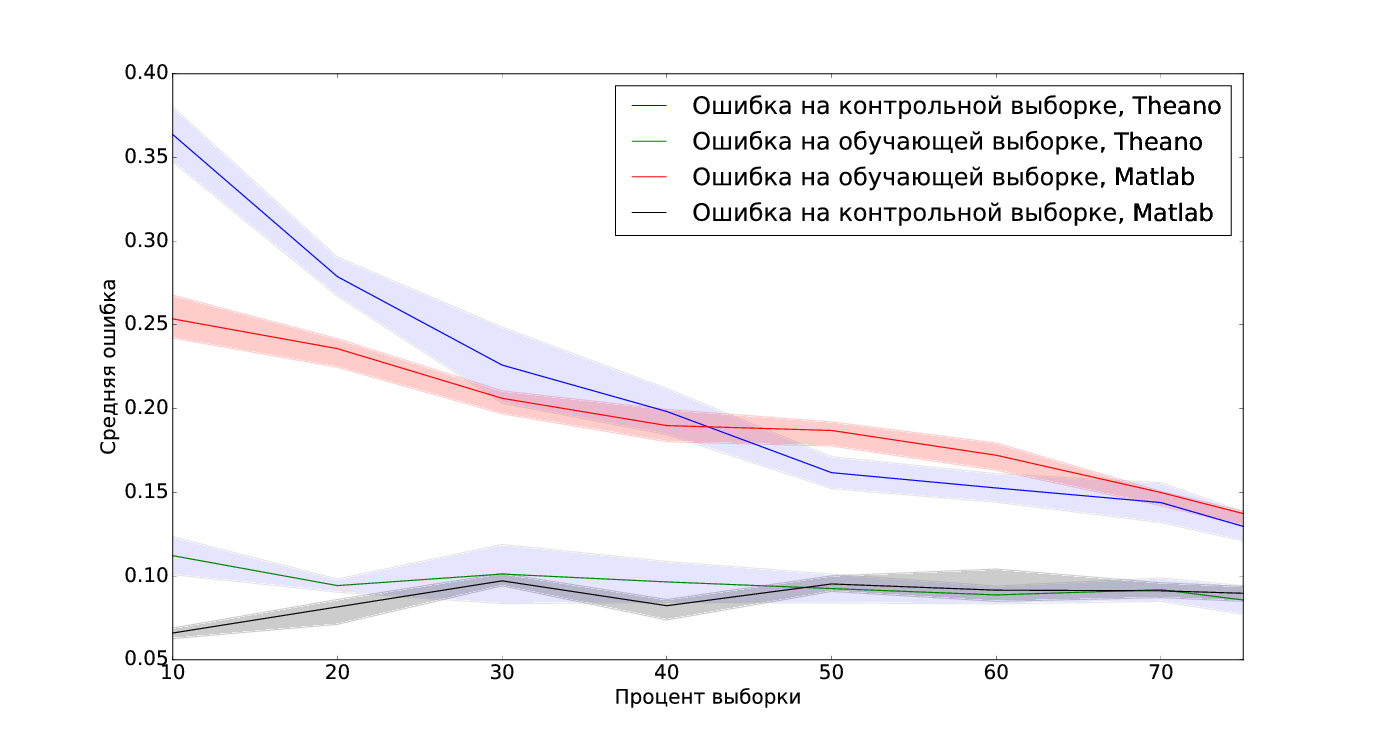 0.40
0.35
0.30
0.25
0.20
0.15
0.10
0.05
Средняя ошибка
Ошибка на контрольной выборке, Theano
Ошибка на обучающей выборке, Theano
Ошибка на обучающей выборке, Matlab
Ошибка на контрольной выборке, Matlab
10 20 30 40 50 60 70
Процент выборки